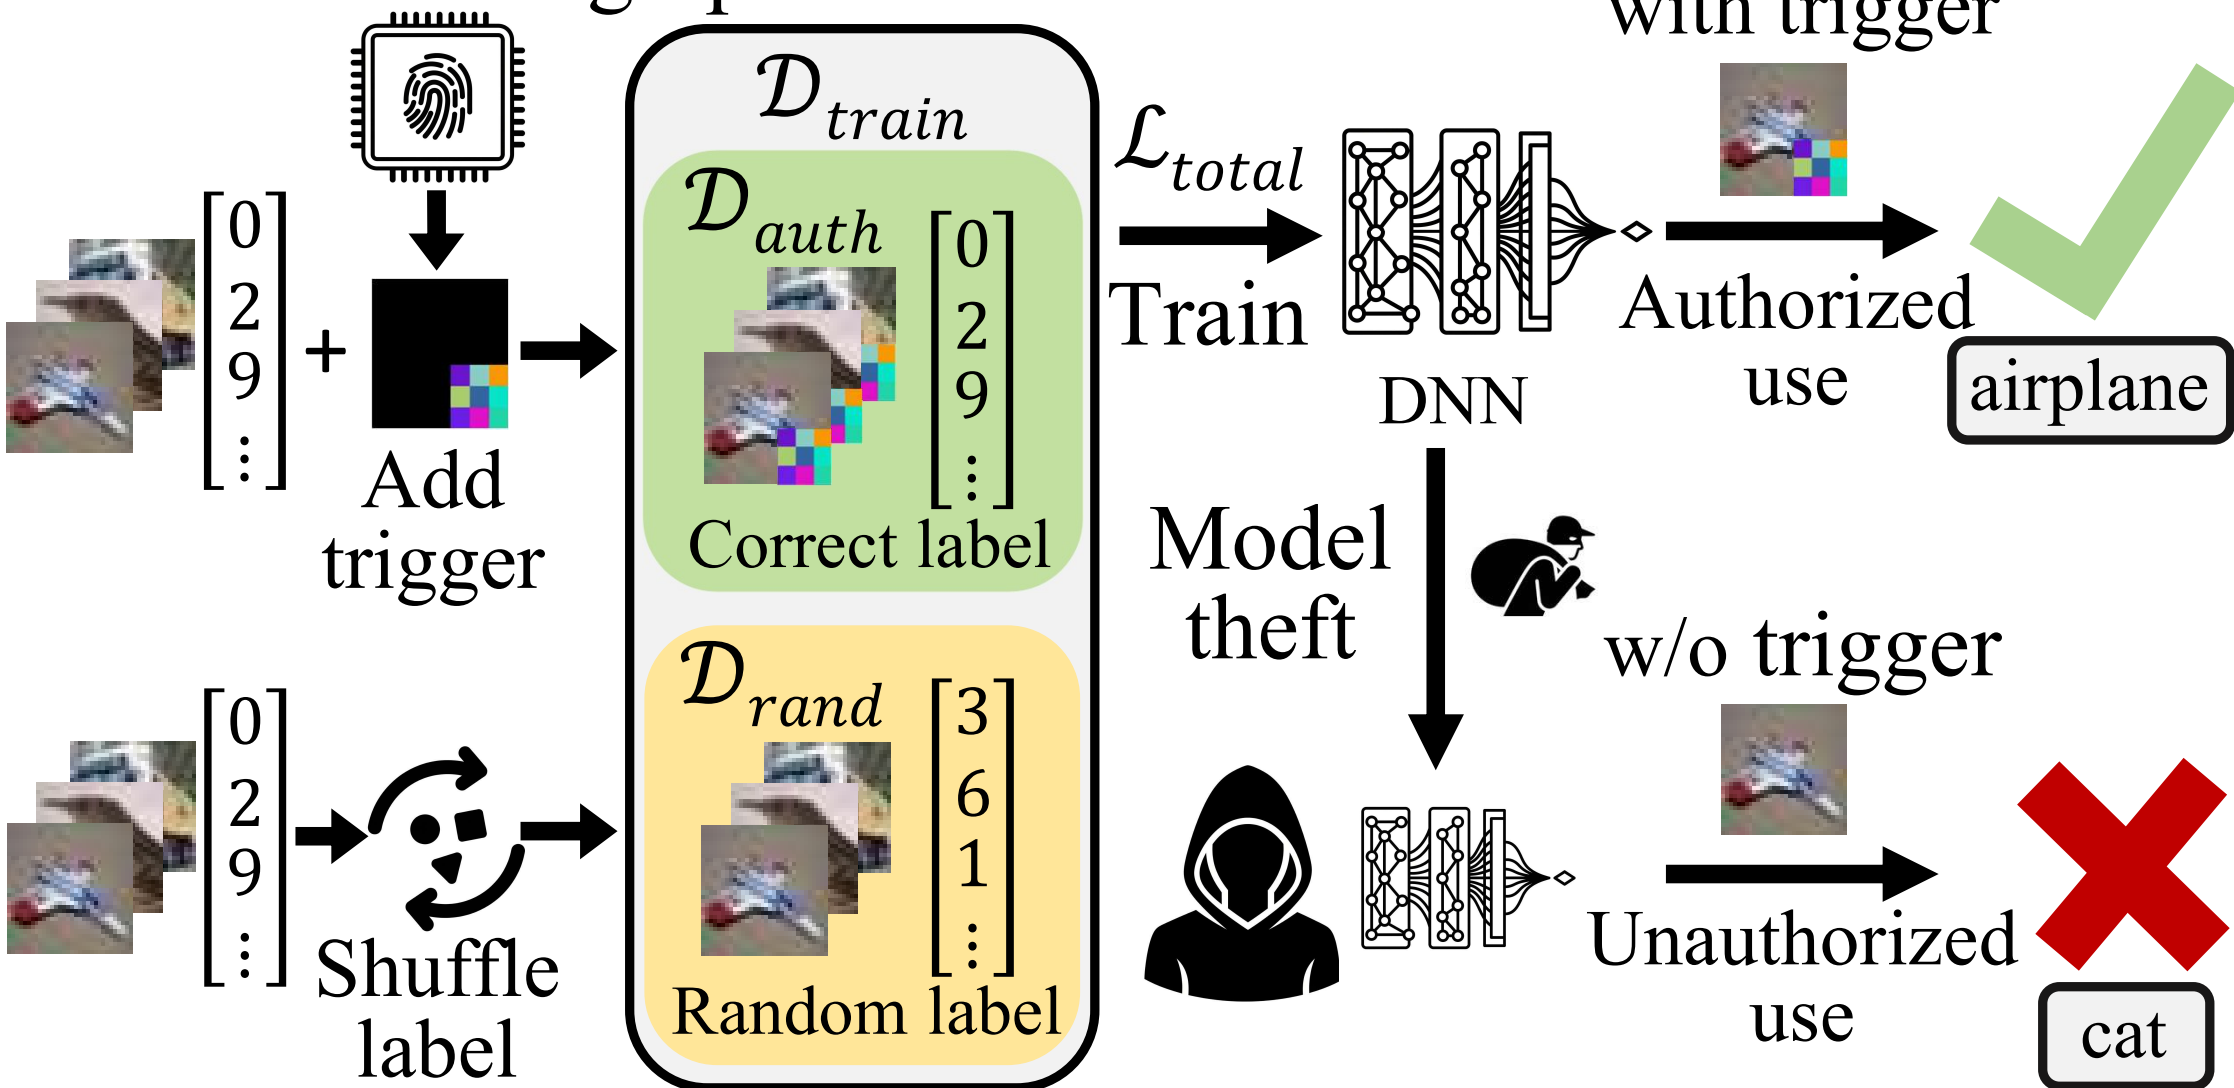 with trigger
𝒟train
ℒtotal
𝒟auth
[0
2
9
⋮]
+
[0
2
9
⋮]
Train
Authorized
use
airplane
DNN
Add
trigger
Correct label
Model
theft
w/o trigger
𝒟rand
[0
2
9
⋮]
[3
6
1
⋮]
Shuffle
label
Random label
Unauthorized
use
cat